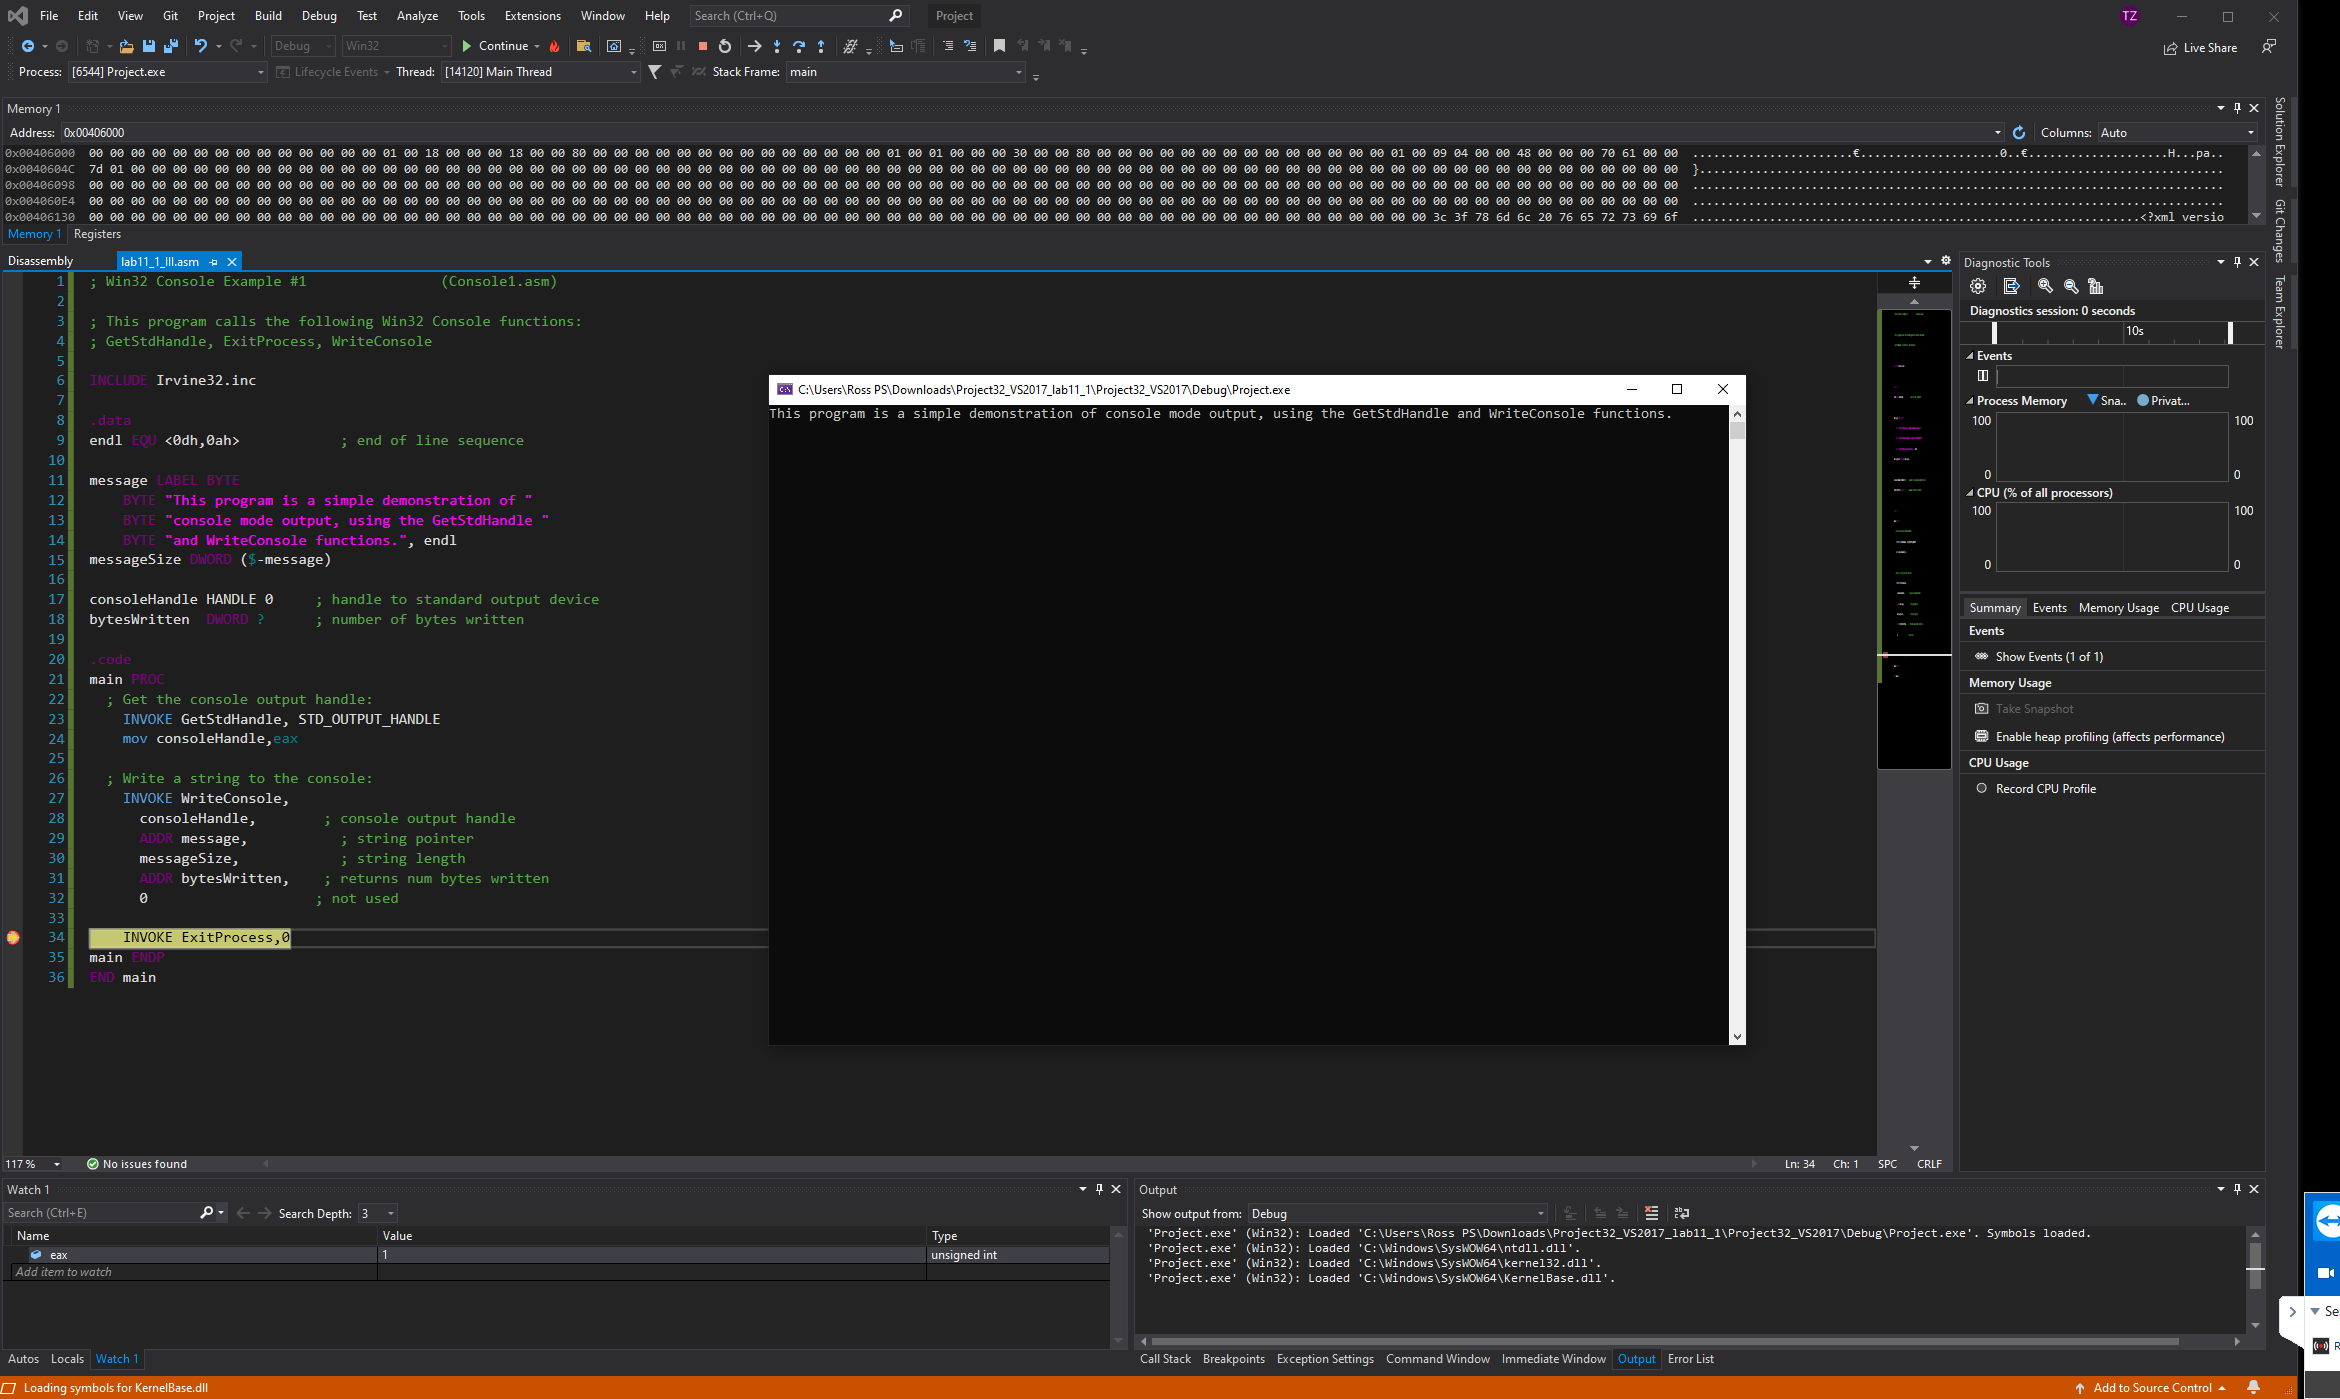 File Edit View Git Project Build Debug Test Analyze Tools Extensions Window Help Search (Ctrl+Q) Project TZ
Debug Win32 Continue Live Share
Process: [6544] Project.exe Lifecycle Events Thread: [14120] Main Thread Stack Frame: main
Memory 1
Address: 0x00406000 Columns: Auto
0x00406000 00 00 00 00 00 00 00 00 00 00 00 00 00 00 01 00 18 00 00 00 18 00 00 80 00 00 00 00 00 00 00 00 00 00 00 00 00 00 01 00 01 00 00 00 30 00 00 80 00 00 00 00 00 00 00 00 00 00 00 00 00 00 01 00 09 04 00 00 48 00 00 00 70 61 00 00
0x0040604C 7d 01 00 00 00 00 00 00 00 00 00 00 00 00 00 00 00 00 00 00 00 00 00 00 00 00 00 00 00 00 00 00 00 00 00 00 00 00 00 00 00 00 00 00 00 00 00 00 00 00 00 00 00 00 00 00 00 00 00 00 00 00 00 00 00 00 00 00 00 00 00 00 00 00 00 00
0x00406098 00 00 00 00 00 00 00 00 00 00 00 00 00 00 00 00 00 00 00 00 00 00 00 00 00 00 00 00 00 00 00 00 00 00 00 00 00 00 00 00 00 00 00 00 00 00 00 00 00 00 00 00 00 00 00 00 00 00 00 00 00 00 00 00 00 00 00 00 00 00 00 00 00 00 00 00
0x004060E4 00 00 00 00 00 00 00 00 00 00 00 00 00 00 00 00 00 00 00 00 00 00 00 00 00 00 00 00 00 00 00 00 00 00 00 00 00 00 00 00 00 00 00 00 00 00 00 00 00 00 00 00 00 00 00 00 00 00 00 00 00 00 00 00 00 00 00 00 00 00 00 00 00 00 00 00
0x00406130 00 00 00 00 00 00 00 00 00 00 00 00 00 00 00 00 00 00 00 00 00 00 00 00 00 00 00 00 00 00 00 00 00 00 00 00 00 00 00 00 00 00 00 00 00 00 00 00 00 00 00 00 00 00 00 00 00 00 00 00 00 00 00 00 3c 3f 78 6d 6c 20 76 65 72 73 69 6f <?xml versio
Memory 1 Registers
Solution Explorer
Git Changes
Team Explorer
Disassembly lab11_1_III.asm
1 ; Win32 Console Example #1 (Console1.asm)
2
3 ; This program calls the following Win32 Console functions:
4 ; GetStdHandle, ExitProcess, WriteConsole
5
6 INCLUDE Irvine32.inc
7
8 .data
9 endl EQU <0dh,0ah> ; end of line sequence
10
11 message LABEL BYTE
12 BYTE "This program is a simple demonstration of "
13 BYTE "console mode output, using the GetStdHandle "
14 BYTE "and WriteConsole functions.", endl
15 messageSize DWORD ($-message)
16
17 consoleHandle HANDLE 0 ; handle to standard output device
18 bytesWritten DWORD ? ; number of bytes written
19
20 .code
21 main PROC
22 ; Get the console output handle:
23 INVOKE GetStdHandle, STD_OUTPUT_HANDLE
24 mov consoleHandle,eax
25
26 ; Write a string to the console:
27 INVOKE WriteConsole,
28 consoleHandle, ; console output handle
29 ADDR message, ; string pointer
30 messageSize, ; string length
31 ADDR bytesWritten, ; returns num bytes written
32 0 ; not used
33
34 INVOKE ExitProcess,0
35 main ENDP
36 END main
C:\Users\Ross PS\Downloads\Project32_VS2017_lab11_1\Project32_VS2017\Debug\Project.exe
This program is a simple demonstration of console mode output, using the GetStdHandle and WriteConsole functions.
Diagnostic Tools
Diagnostics session: 0 seconds
10s
Events
Process Memory Sna.. Privat...
100 100
0 0
CPU (% of all processors)
100 100
0 0
Summary Events Memory Usage CPU Usage
Events
Show Events (1 of 1)
Memory Usage
Take Snapshot
Enable heap profiling (affects performance)
CPU Usage
Record CPU Profile
117 % No issues found Ln: 34 Ch: 1 SPC CRLF
Watch 1
Search (Ctrl+E) Search Depth: 3
Name Value Type
eax 1 unsigned int
Add item to watch
Autos Locals Watch 1
Output
Show output from: Debug
'Project.exe' (Win32): Loaded 'C:\Users\Ross PS\Downloads\Project32_VS2017_lab11_1\Project32_VS2017\Debug\Project.exe'. Symbols loaded.
'Project.exe' (Win32): Loaded 'C:\Windows\SysWOW64\ntdll.dll'.
'Project.exe' (Win32): Loaded 'C:\Windows\SysWOW64\kernel32.dll'.
'Project.exe' (Win32): Loaded 'C:\Windows\SysWOW64\KernelBase.dll'.
Call Stack Breakpoints Exception Settings Command Window Immediate Window Output Error List
Se
R
Loading symbols for KernelBase.dll Add to Source Control